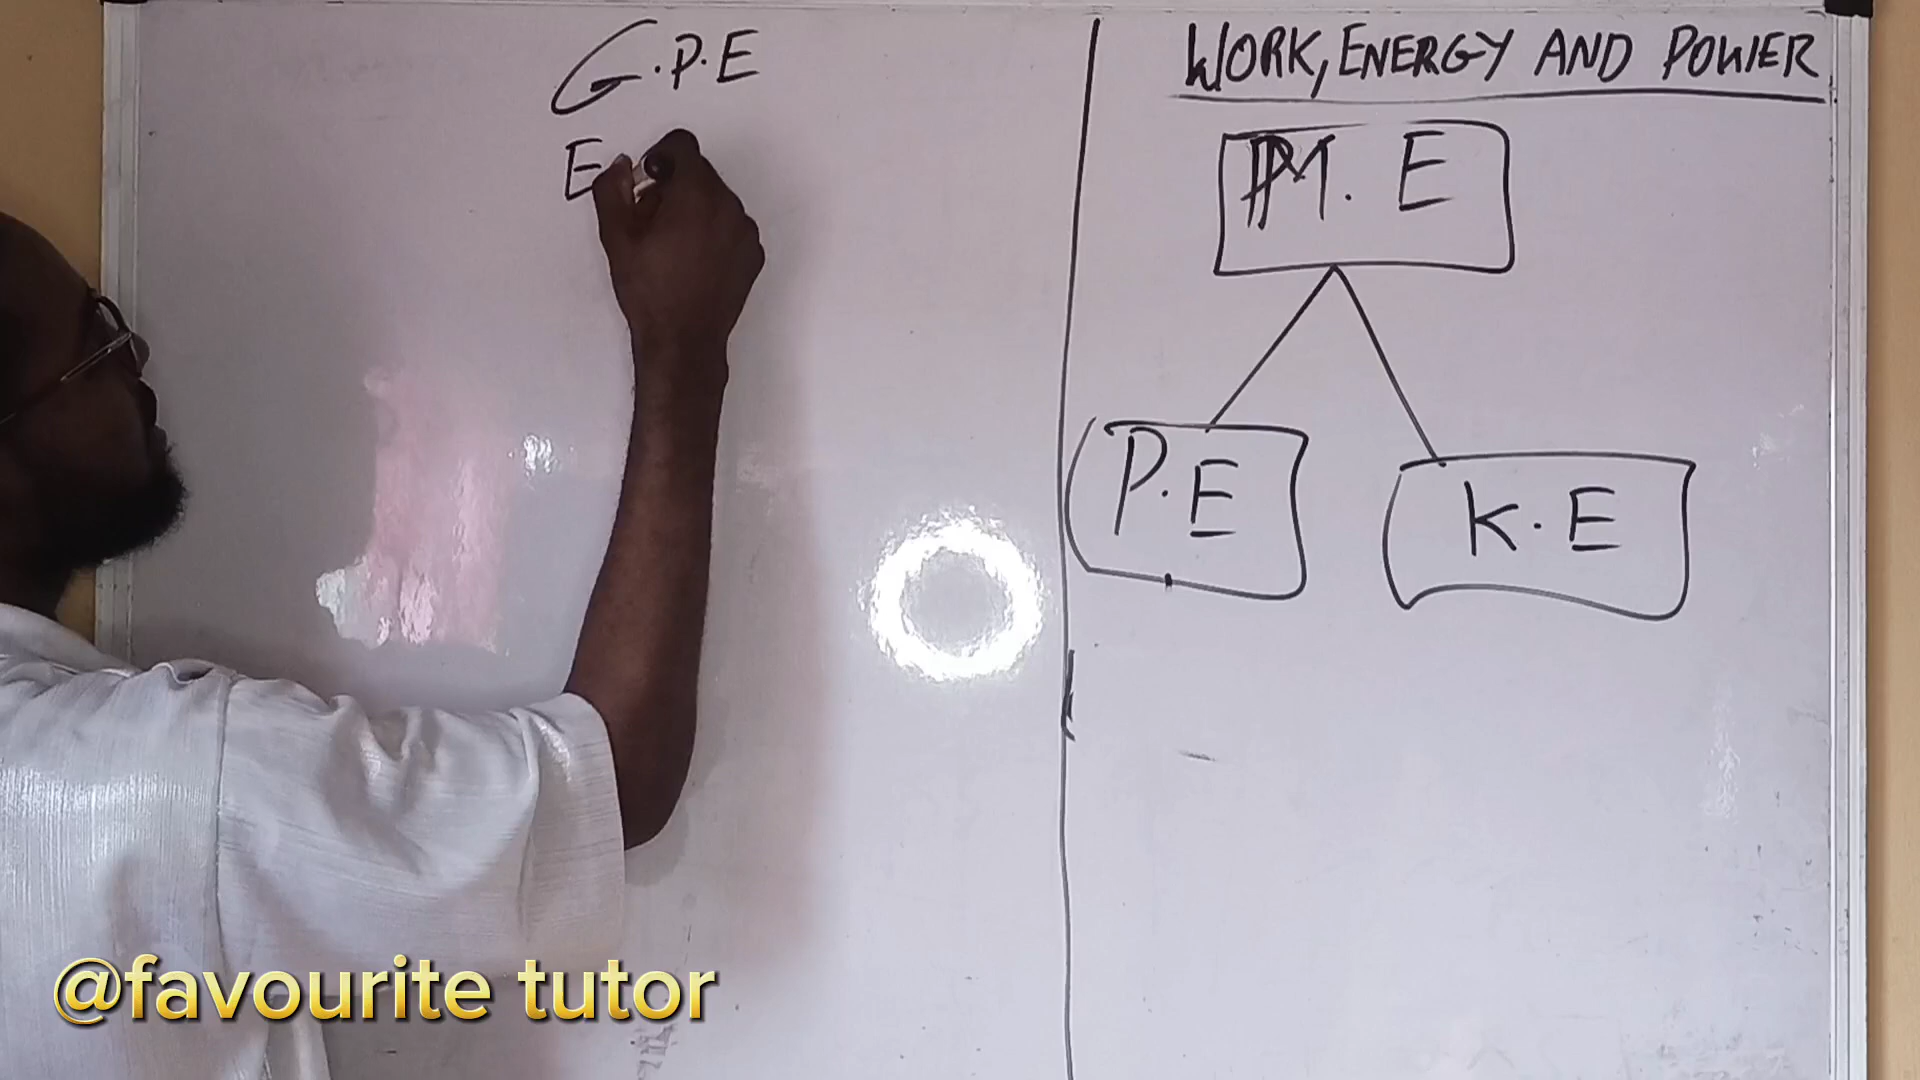 G.P.E
E
WORK, ENERGY AND POWER
M. E
P.E
K.E
@favourite tutor